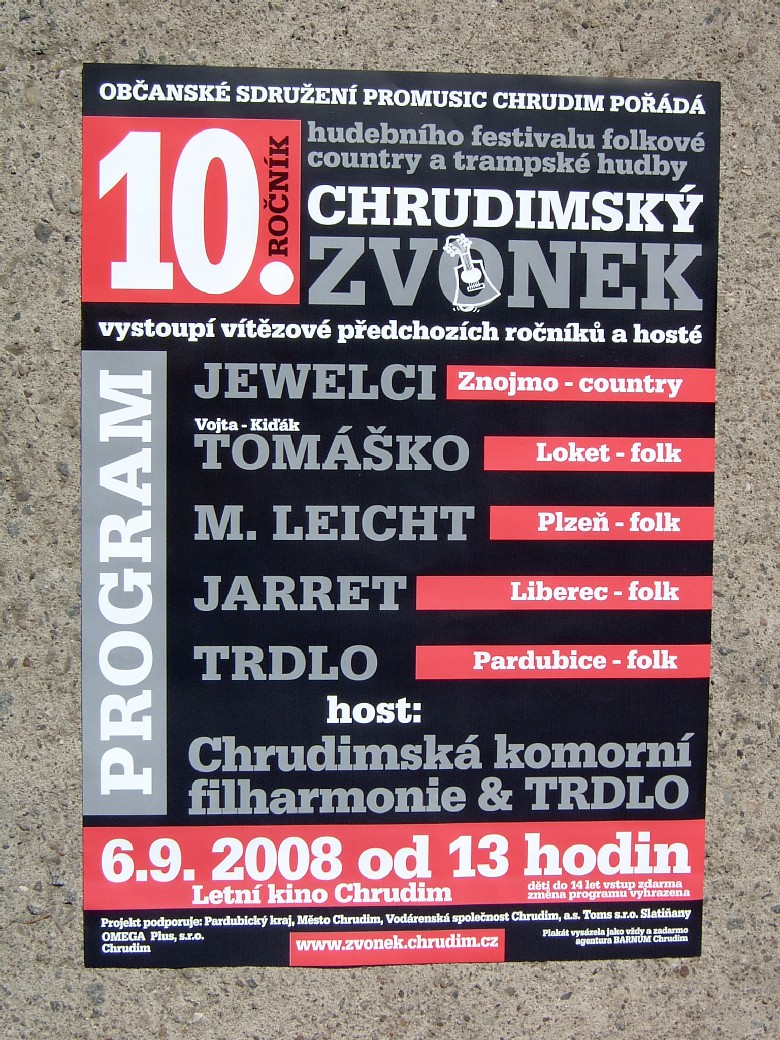 OBČANSKÉ SDRUŽENÍ PROMUSIC CHRUDIM POŘÁDÁ
10. ROČNÍK
hudebního festivalu folkové
country a trampské hudby
CHRUDIMSKÝ
ZVONEK
vystoupí vítězové předchozích ročníků a hosté
PROGRAM
JEWELCI Znojmo - country
Vojta - Kiďák
TOMÁŠKO Loket - folk
M. LEICHT Plzeň - folk
JARRET Liberec - folk
TRDLO Pardubice - folk
host:
Chrudimská komorní
filharmonie & TRDLO
6.9. 2008 od 13 hodin
Letní kino Chrudim
děti do 14 let vstup zdarma
změna programu vyhrazena
Projekt podporuje: Pardubický kraj, Město Chrudim, Vodárenská společnost Chrudim, a.s. Toms s.r.o. Slatiňany
OMEGA Plus, s.r.o.
Chrudim
www.zvonek.chrudim.cz
Plakát vysázela jako vždy a zadarmo
agentura BARNUM Chrudim